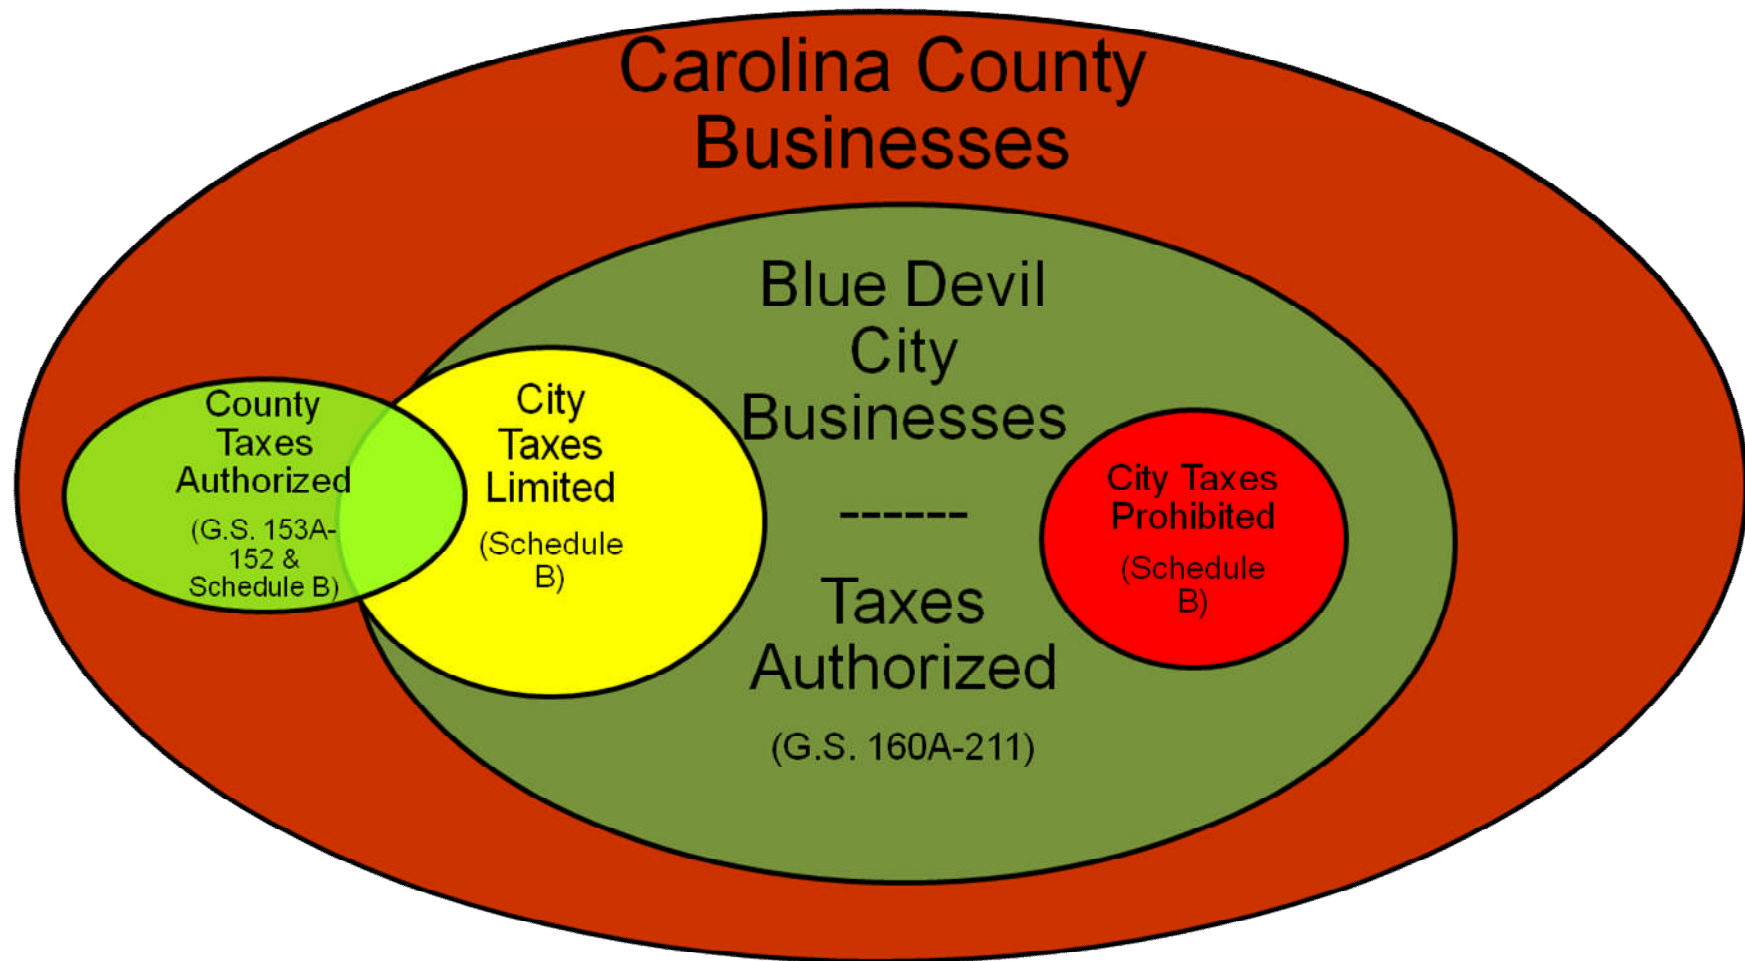 Carolina County
Businesses
Blue Devil
City
Businesses
------
Taxes
Authorized
(G.S. 160A-211)
County
Taxes
Authorized
(G.S. 153A-
152 &
Schedule B)
City
Taxes
Limited
(Schedule
B)
City Taxes
Prohibited
(Schedule
B)